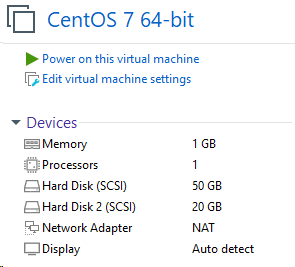 CentOS 7 64-bit
Power on this virtual machine
Edit virtual machine settings
Devices
Memory 1 GB
Processors 1
Hard Disk (SCSI) 50 GB
Hard Disk 2 (SCSI) 20 GB
Network Adapter NAT
Display Auto detect